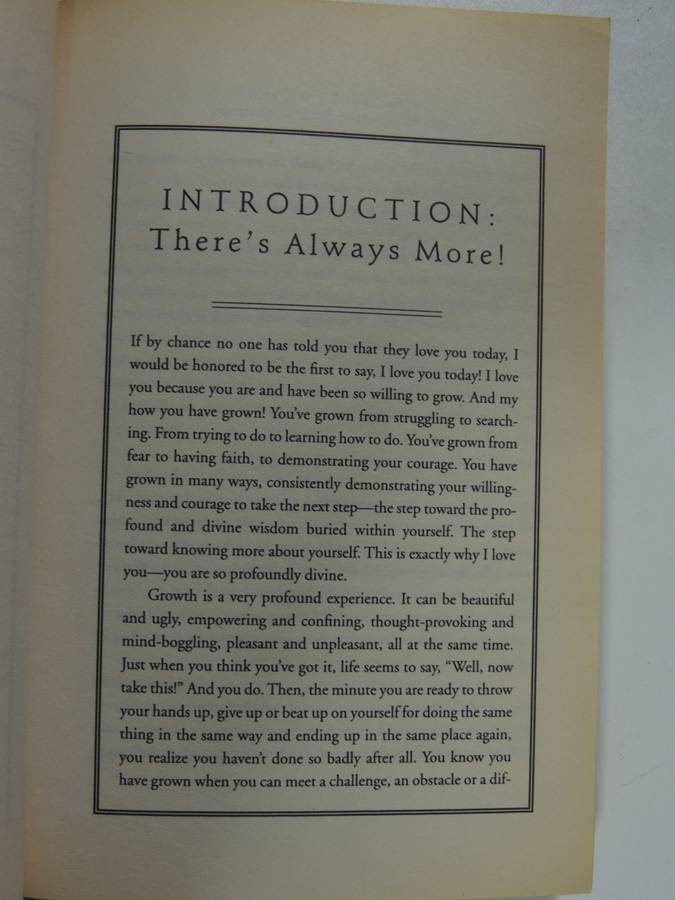 INTRODUCTION:
There's Always More!
If by chance no one has told you that they love you today, I
would be honored to be the first to say, I love you today! I love
you because you are and have been so willing to grow. And my
how you have grown! You've grown from struggling to search-
ing. From trying to do to learning how to do. You've grown from
fear to having faith, to demonstrating your courage. You have
grown in many ways, consistently demonstrating your willing-
ness and courage to take the next step—the step toward the pro-
found and divine wisdom buried within yourself. The step
toward knowing more about yourself. This is exactly why I love
you—you are so profoundly divine.
Growth is a very profound experience. It can be beautiful
and ugly, empowering and confining, thought-provoking and
mind-boggling, pleasant and unpleasant, all at the same time.
Just when you think you've got it, life seems to say, "Well, now
take this!" And you do. Then, the minute you are ready to throw
your hands up, give up or beat up on yourself for doing the same
thing in the same way and ending up in the same place again,
you realize you haven't done so badly after all. You know you
have grown when you can meet a challenge, an obstacle or a dif-